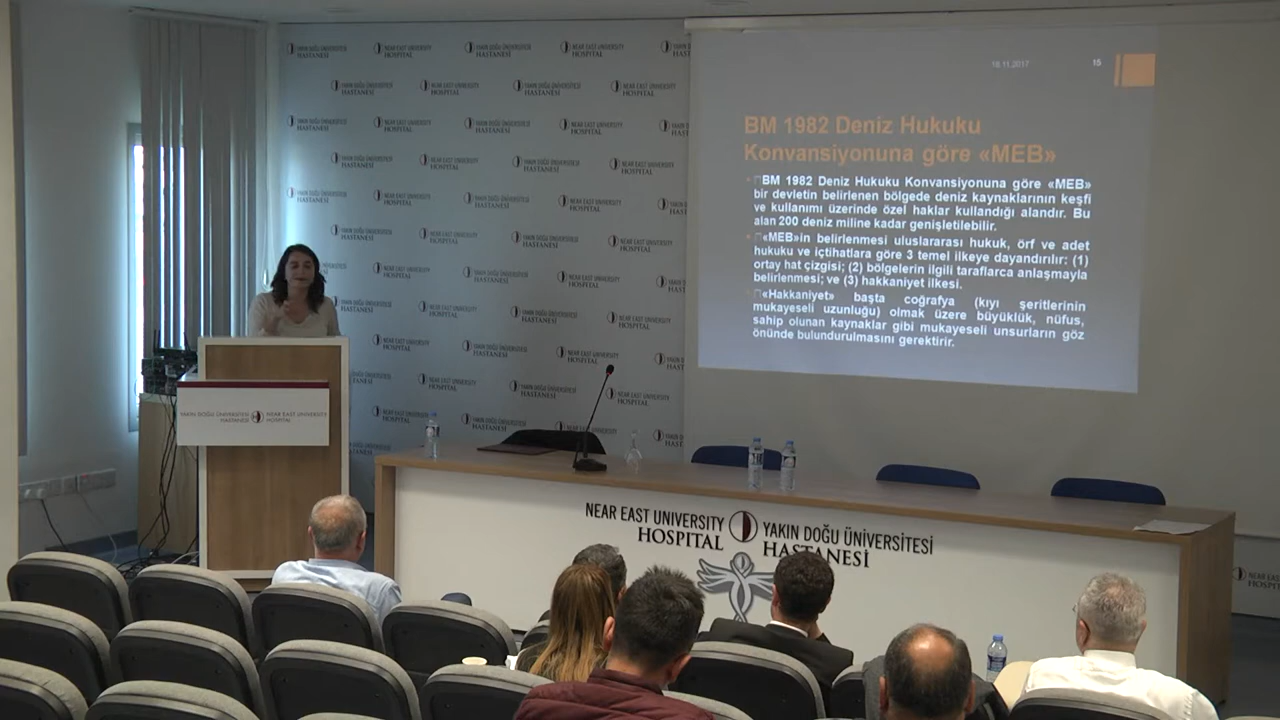 18.11.2017 15
BM 1982 Deniz Hukuku
Konvansiyonuna göre «MEB»
BM 1982 Deniz Hukuku Konvansiyonuna göre «MEB»
bir devletin belirlenen bölgede deniz kaynaklarının keşfi
ve kullanımı üzerinde özel haklar kullandığı alandır. Bu
alan 200 deniz miline kadar genişletilebilir.
«MEB»in belirlenmesi uluslararası hukuk, örf ve adet
hukuku ve içtihatlara göre 3 temel ilkeye dayandırılır: (1)
ortay hat çizgisi; (2) bölgelerin ilgili taraflarca anlaşmayla
belirlenmesi; ve (3) hakkaniyet ilkesi.
«Hakkaniyet» başta coğrafya (kıyı şeritlerinin
mukayeseli uzunluğu) olmak üzere büyüklük, nüfus,
sahip olunan kaynaklar gibi mukayeseli unsurların göz
önünde bulundurulmasını gerektirir.
YAKIN DOĞU ÜNİVERSİTESİ
HASTANESİ
NEAR EAST UNIVERSITY
HOSPITAL
NEAR EAST UNIVERSITY
HOSPITAL
YAKIN DOĞU ÜNİVERSİTESİ
HASTANESİ